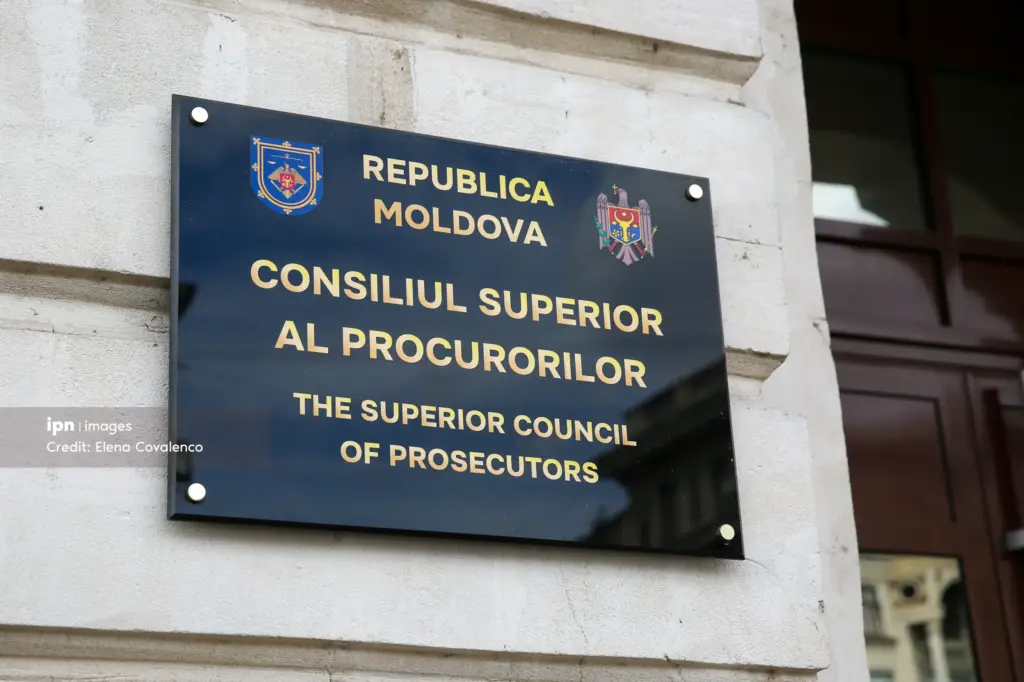 REPUBLICA
MOLDOVA
CONSILIUL SUPERIOR
AL PROCURORILOR
THE SUPERIOR COUNCIL
OF PROSECUTORS
ipn | images
Credit: Elena Covalenco